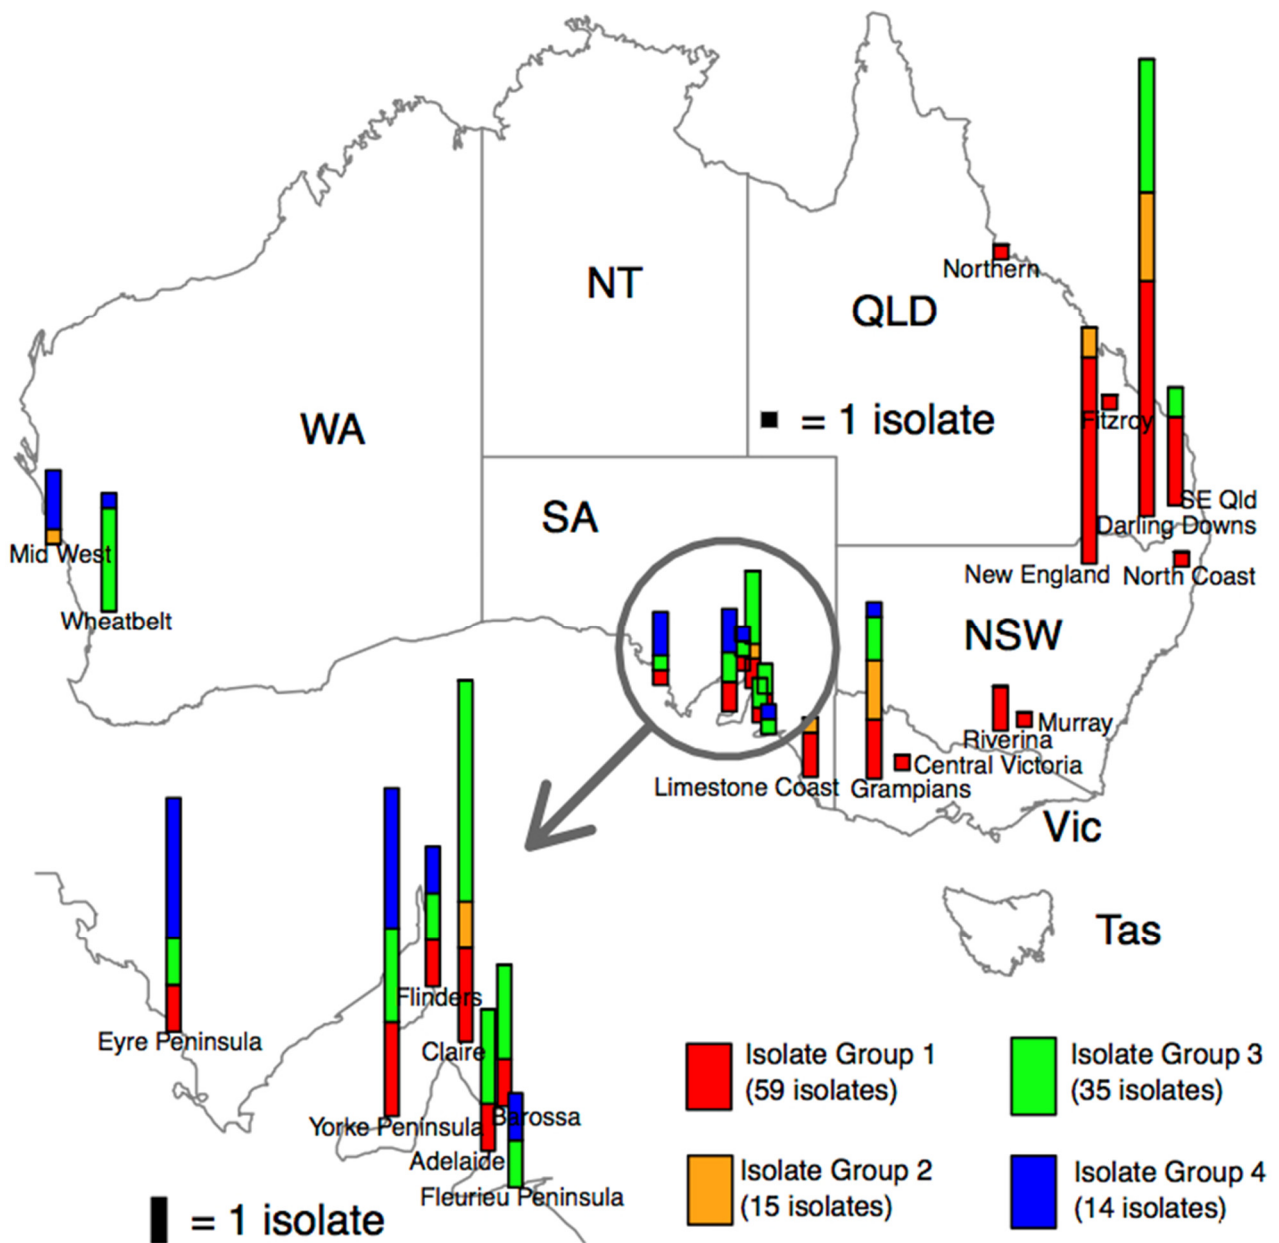 NT
Northern
QLD
WA
= 1 isolate
Fitzroy
SA
SE Qld
Darling Downs
Mid West
New England
North Coast
Wheatbelt
NSW
Murray
Riverina
Central Victoria
Limestone Coast
Grampians
Vic
Tas
Flinders
Eyre Peninsula
Claire
Barossa
Yorke Peninsula
Adelaide
Fleurieu Peninsula
= 1 isolate
Isolate Group 1
(59 isolates)
Isolate Group 3
(35 isolates)
Isolate Group 2
(15 isolates)
Isolate Group 4
(14 isolates)